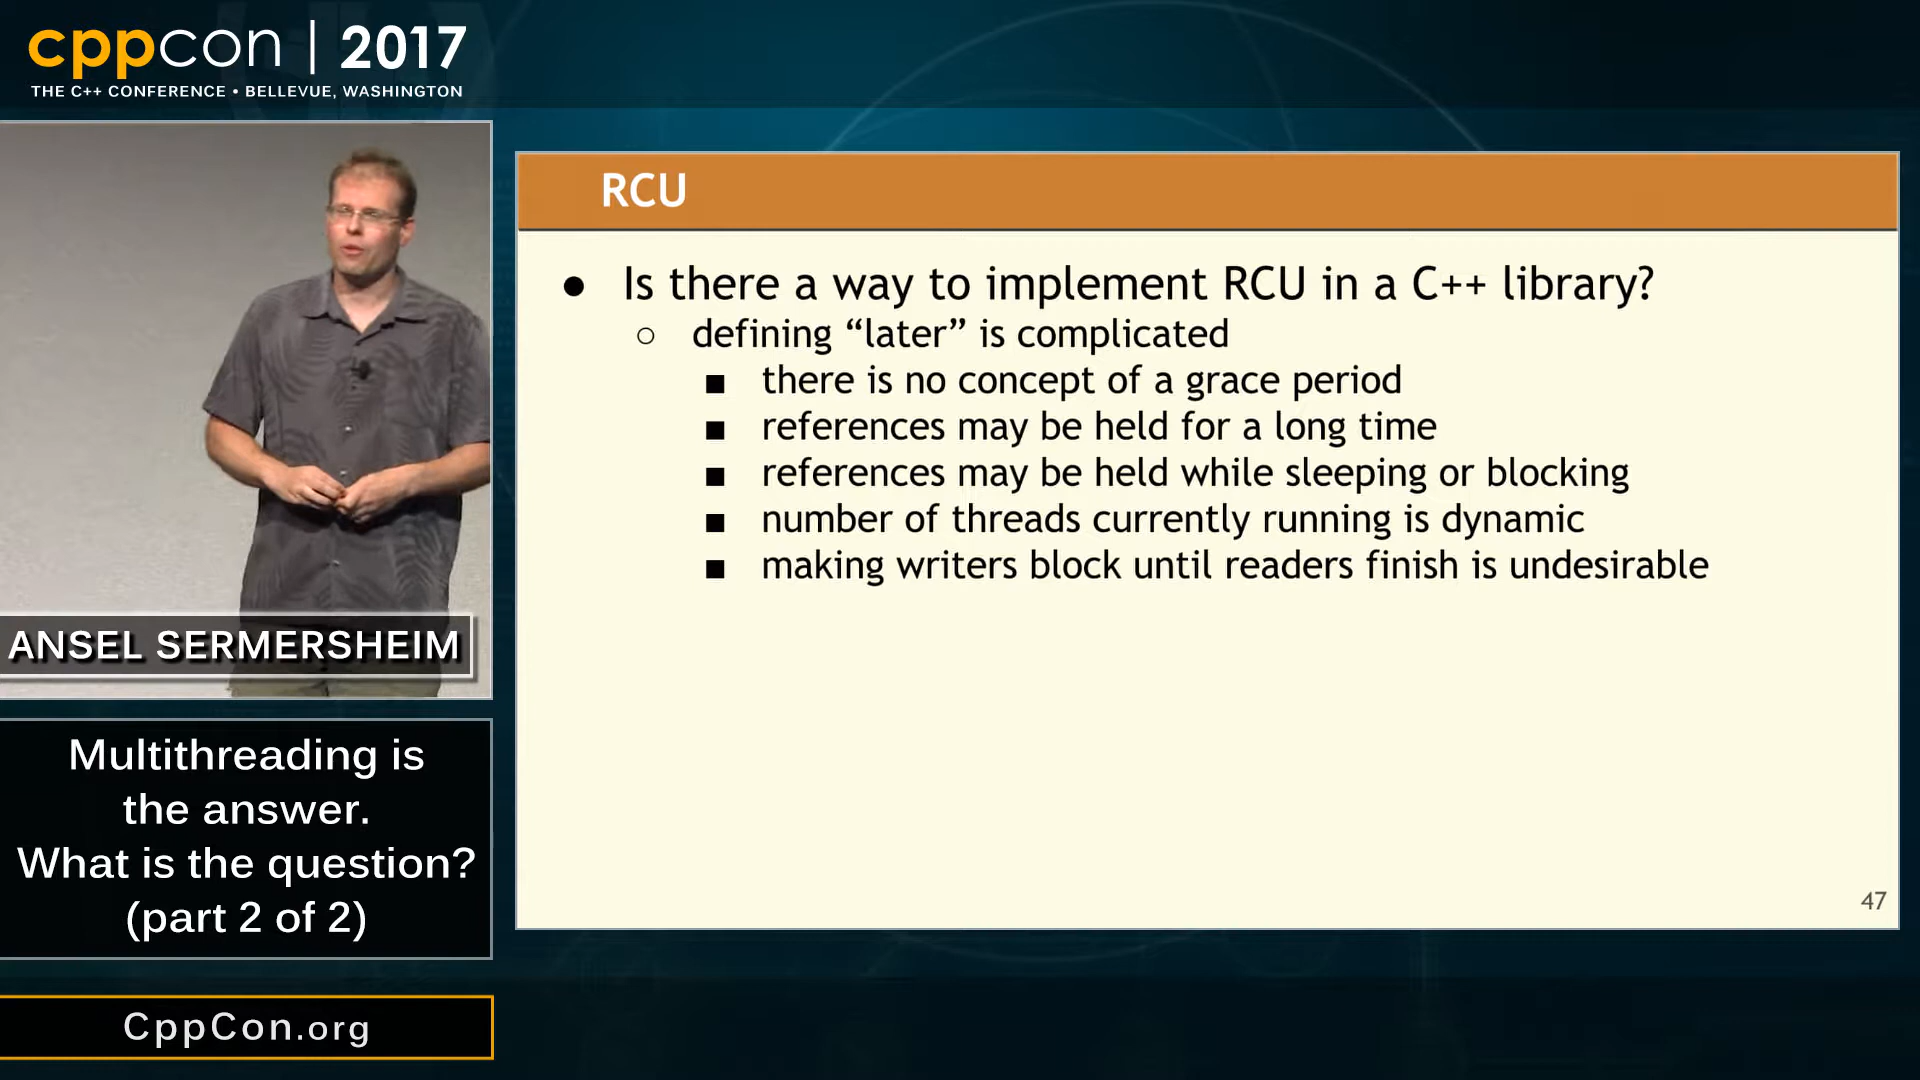 cppcon | 2017
THE C++ CONFERENCE • BELLEVUE, WASHINGTON
ANSEL SERMERSHEIM
Multithreading is
the answer.
What is the question?
(part 2 of 2)
CppCon.org
RCU
● Is there a way to implement RCU in a C++ library?
○ defining “later” is complicated
■ there is no concept of a grace period
■ references may be held for a long time
■ references may be held while sleeping or blocking
■ number of threads currently running is dynamic
■ making writers block until readers finish is undesirable
47